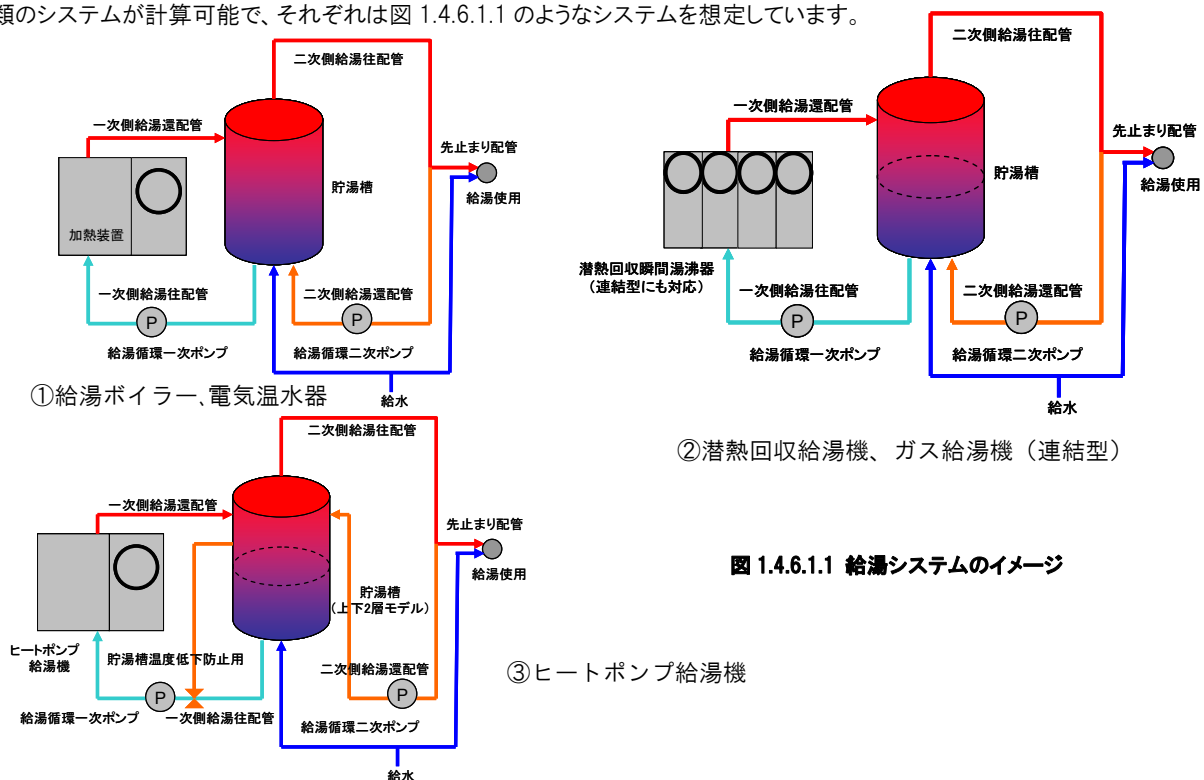 類のシステムが計算可能で、それぞれは図 1.4.6.1.1 のようなシステムを想定しています。
二次側給湯往配管
一次側給湯還配管
先止まり配管
貯湯槽
給湯使用
加熱装置
一次側給湯往配管
二次側給湯還配管
P
P
給湯循環一次ポンプ
給湯循環二次ポンプ
給水
①給湯ボイラー、電気温水器
二次側給湯往配管
一次側給湯還配管
先止まり配管
貯湯槽
給湯使用
潜熱回収瞬間湯沸器
(連結型にも対応)
一次側給湯往配管
二次側給湯還配管
P
P
給湯循環一次ポンプ
給湯循環二次ポンプ
給水
②潜熱回収給湯機、ガス給湯機（連結型）
二次側給湯往配管
一次側給湯還配管
先止まり配管
給湯使用
貯湯槽
(上下2層モデル)
ヒートポンプ
給湯機
貯湯槽温度低下防止用
二次側給湯還配管
P
P
給湯循環一次ポンプ
一次側給湯往配管
給湯循環二次ポンプ
給水
③ヒートポンプ給湯機
図 1.4.6.1.1 給湯システムのイメージ